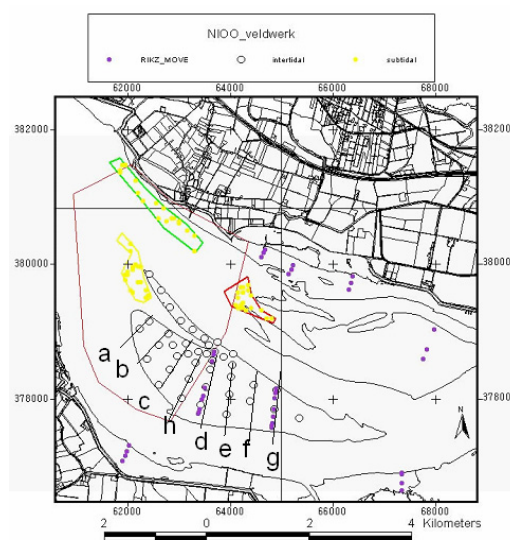 NIOO_veldwerk
RIKZ_MOVE intertidal subtidal
62000 64000 66000 68000
382000 382000
380000 380000
378000 378000
a
b
c
h
d
e
f
g
N
62000 64000 66000 68000
2 0 2 4 Kilometers